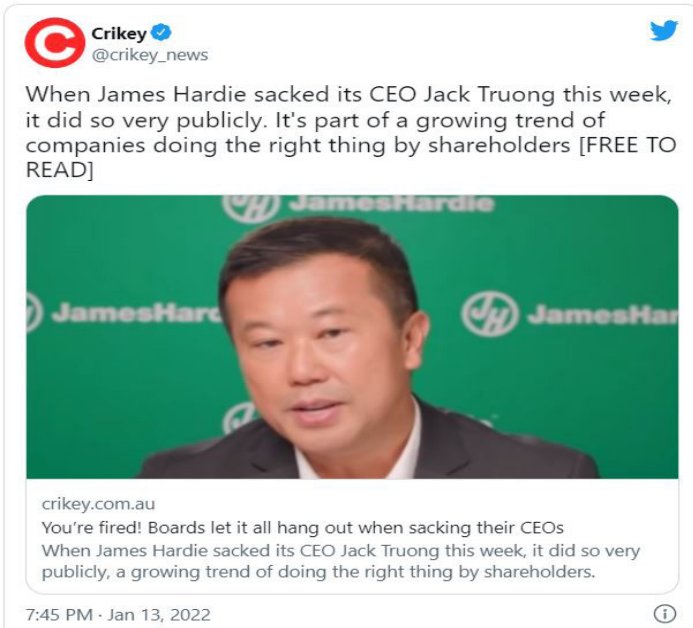 Crikey
@crikey_news
When James Hardie sacked its CEO Jack Truong this week,
it did so very publicly. It's part of a growing trend of
companies doing the right thing by shareholders [FREE TO
READ]
JamesHardie
JamesHard
JamesHar
crikey.com.au
You’re fired! Boards let it all hang out when sacking their CEOs
When James Hardie sacked its CEO Jack Truong this week, it did so very
publicly, a growing trend of doing the right thing by shareholders.
7:45 PM · Jan 13, 2022